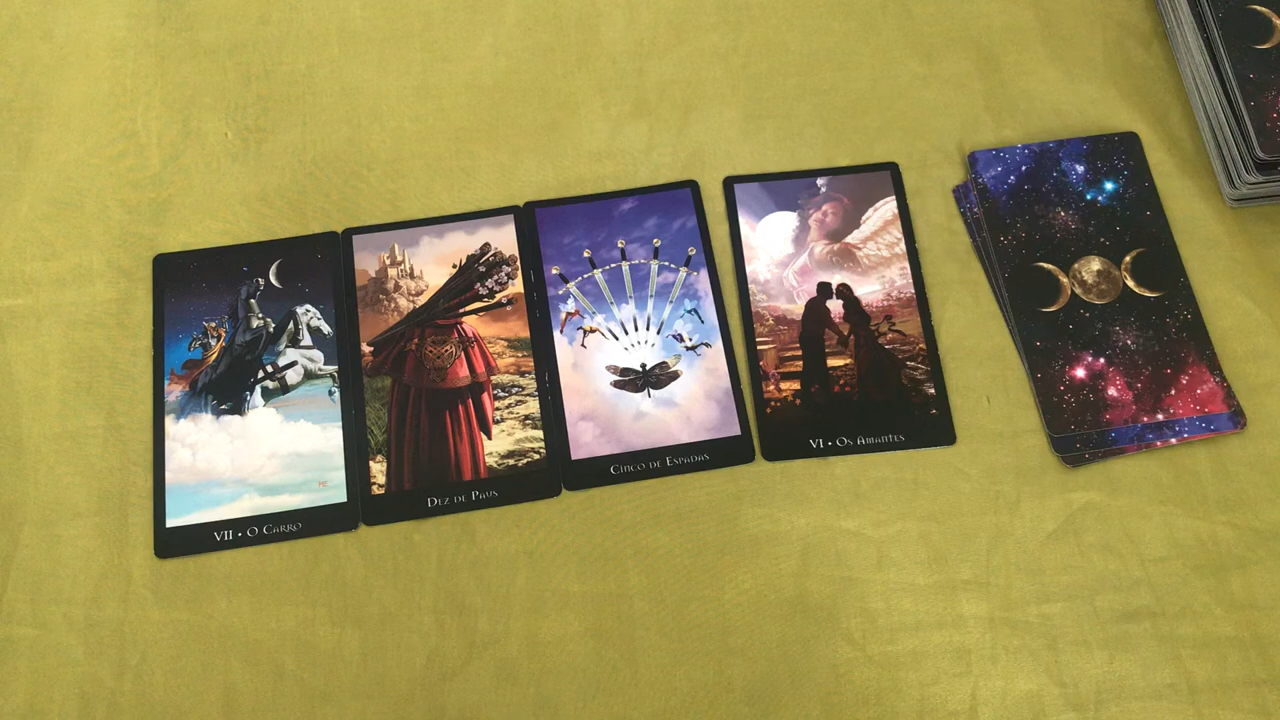 VII • O Carro
Dez de Paus
Cinco de Espadas
VI • Os Amantes